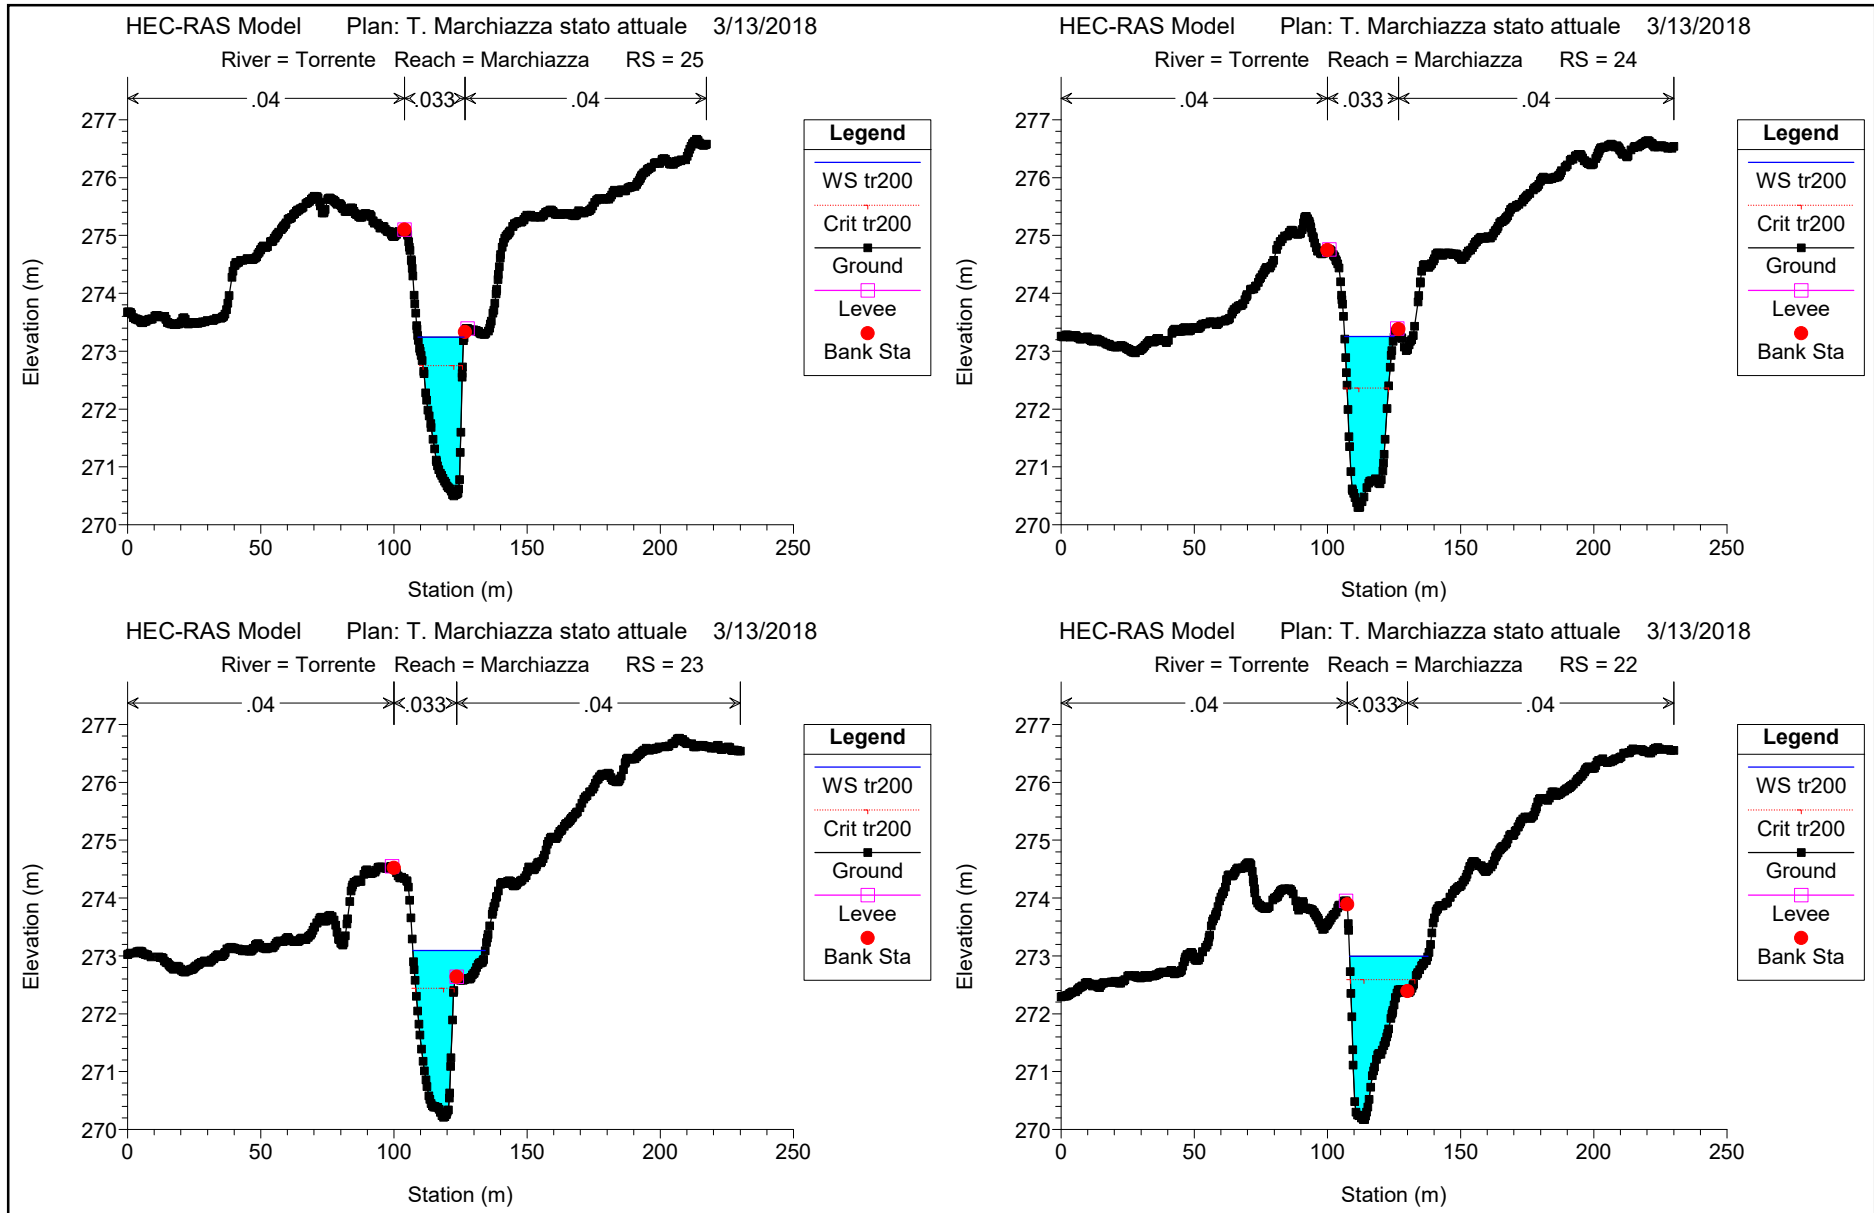 HEC-RAS Model Plan: T. Marchiazza stato attuale 3/13/2018
River = Torrente Reach = Marchiazza RS = 25
.04 .033 .04
277
276
275
274
273
272
271
270
Elevation (m)
0 50 100 150 200 250
Station (m)
Legend
WS tr200
Crit tr200
Ground
Levee
Bank Sta
HEC-RAS Model Plan: T. Marchiazza stato attuale 3/13/2018
River = Torrente Reach = Marchiazza RS = 24
.04 .033 .04
277
276
275
274
273
272
271
270
Elevation (m)
0 50 100 150 200 250
Station (m)
Legend
WS tr200
Crit tr200
Ground
Levee
Bank Sta
HEC-RAS Model Plan: T. Marchiazza stato attuale 3/13/2018
River = Torrente Reach = Marchiazza RS = 23
.04 .033 .04
277
276
275
274
273
272
271
270
Elevation (m)
0 50 100 150 200 250
Station (m)
Legend
WS tr200
Crit tr200
Ground
Levee
Bank Sta
HEC-RAS Model Plan: T. Marchiazza stato attuale 3/13/2018
River = Torrente Reach = Marchiazza RS = 22
.04 .033 .04
277
276
275
274
273
272
271
270
Elevation (m)
0 50 100 150 200 250
Station (m)
Legend
WS tr200
Crit tr200
Ground
Levee
Bank Sta